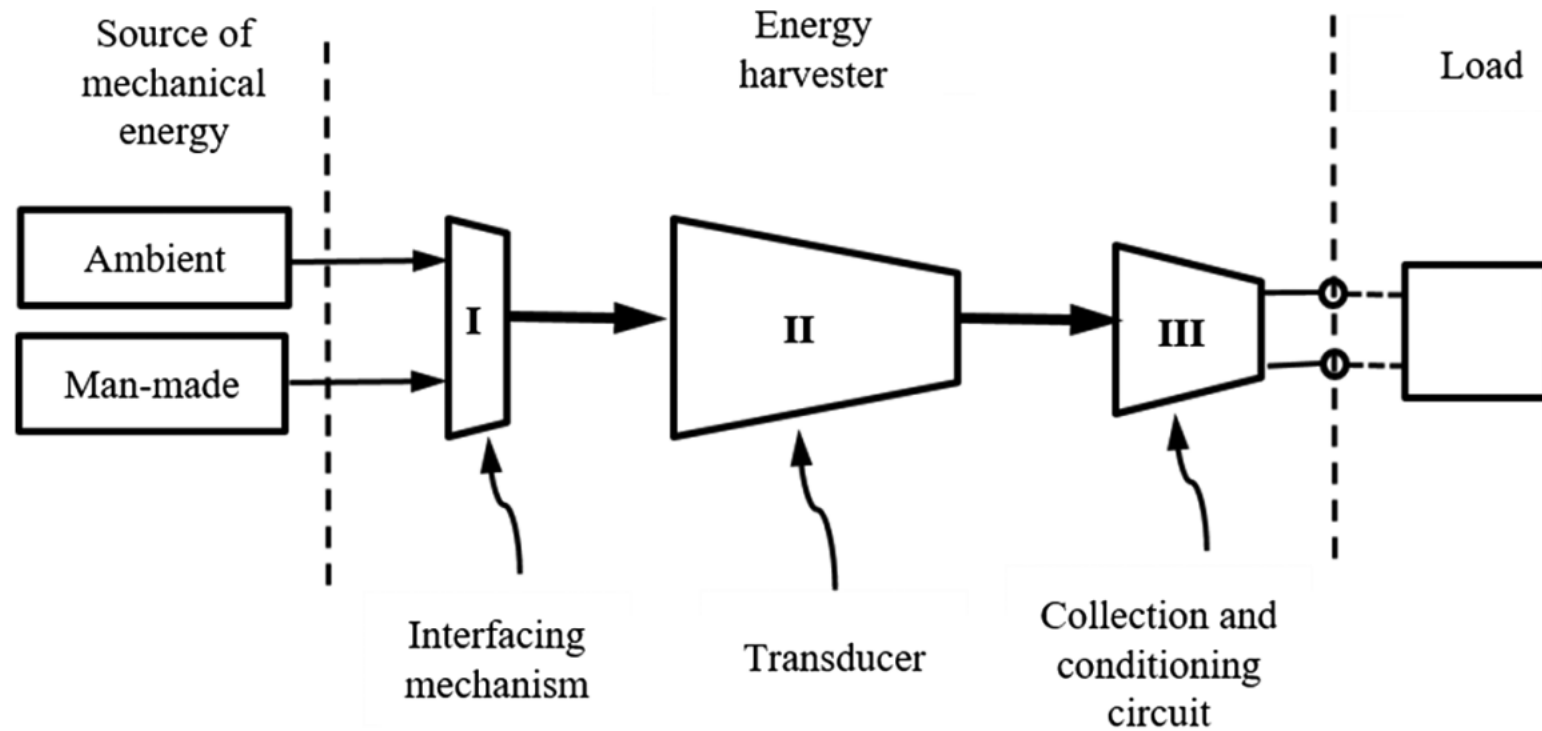 Source of
mechanical
energy
Energy
harvester
Load
Ambient
Man-made
I
II
III
Interfacing
mechanism
Transducer
Collection and
conditioning
circuit